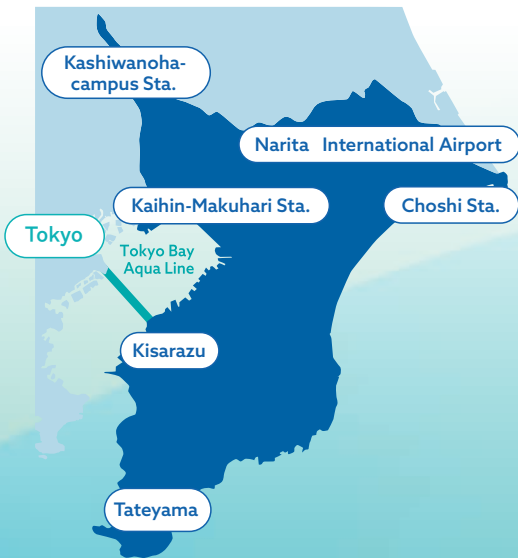 Kashiwanoha-
campus Sta.
Narita International Airport
Kaihin-Makuhari Sta.
Choshi Sta.
Tokyo
Tokyo Bay
Aqua Line
Kisarazu
Tateyama